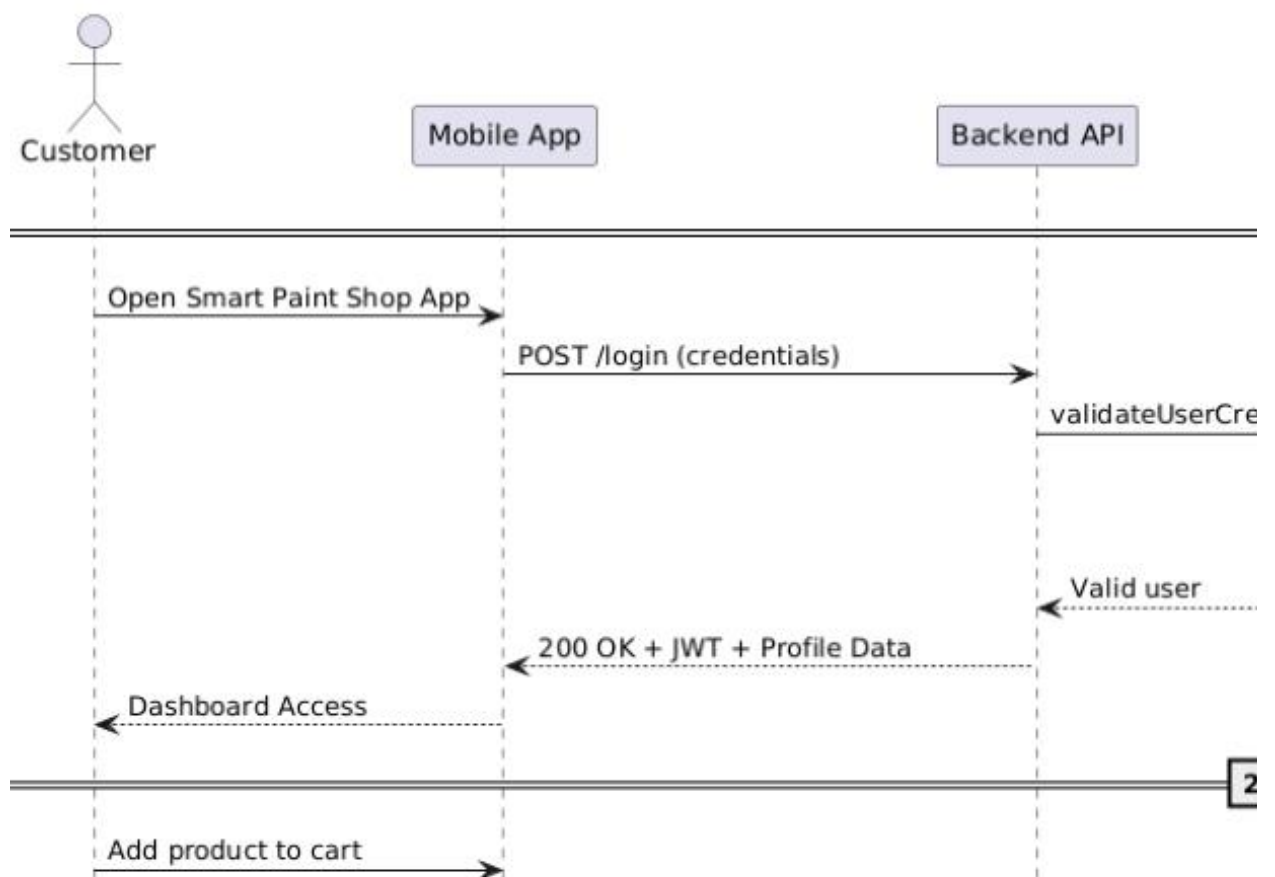 Customer
Mobile App
Backend API
Open Smart Paint Shop App
POST /login (credentials)
validateUserCre
Valid user
200 OK + JWT + Profile Data
Dashboard Access
2
Add product to cart